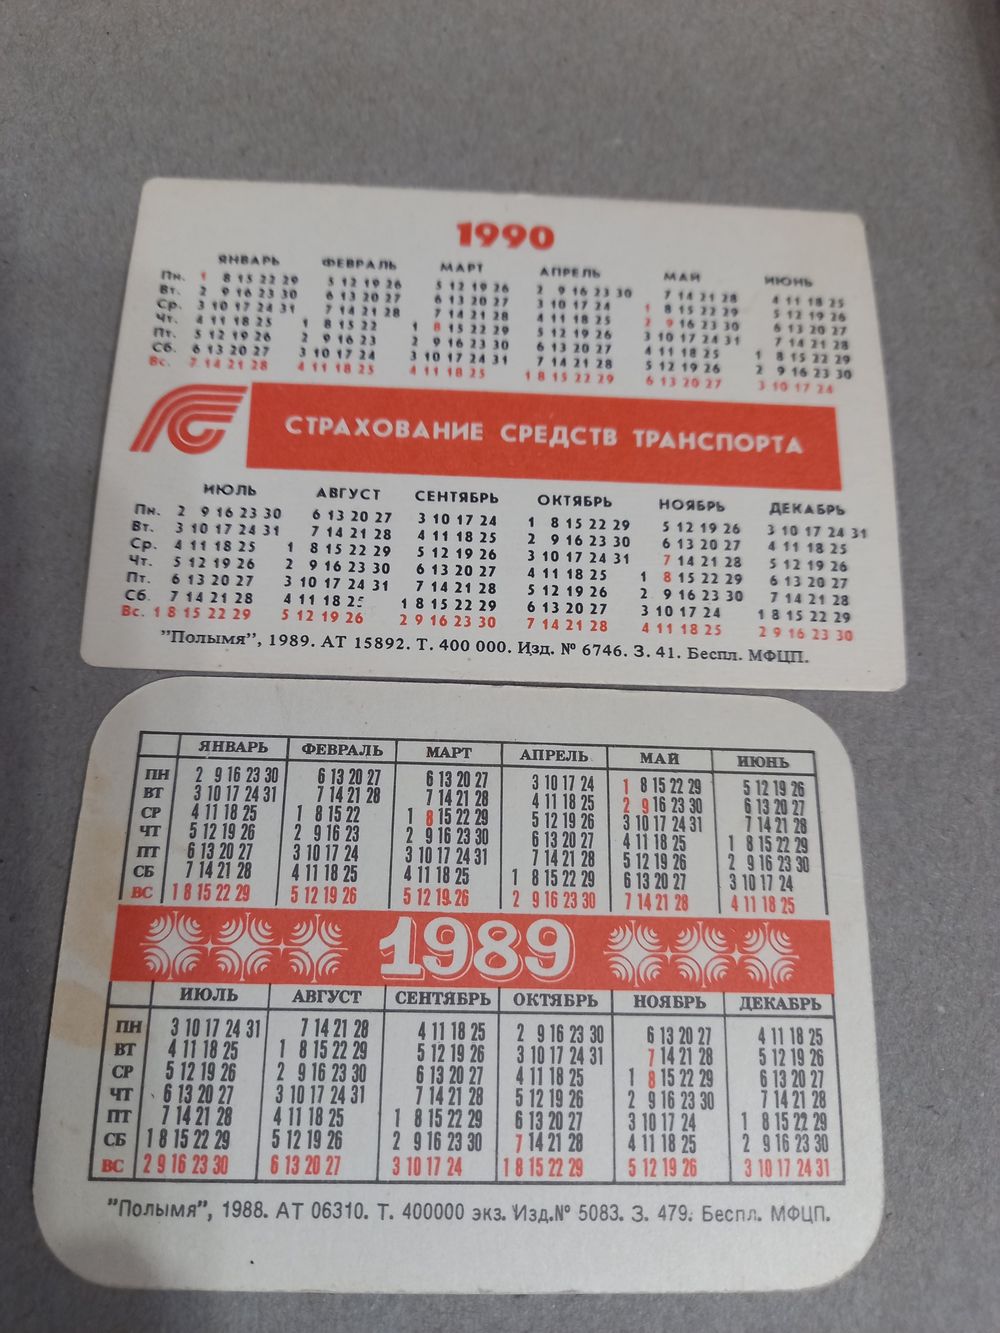 1990
ЯНВАРЬ ФЕВРАЛЬ МАРТ АПРЕЛЬ МАЙ ИЮНЬ
Пн. 1 8 15 22 29 5 12 19 26 5 12 19 26 2 9 16 23 30 7 14 21 28 4 11 18 25
Вт. 2 9 16 23 30 6 13 20 27 6 13 20 27 3 10 17 24 1 8 15 22 29 5 12 19 26
Ср. 3 10 17 24 31 7 14 21 28 7 14 21 28 4 11 18 25 2 9 16 23 30 6 13 20 27
Чт. 4 11 18 25 1 8 15 22 1 8 15 22 29 5 12 19 26 3 10 17 24 31 7 14 21 28
Пт. 5 12 19 26 2 9 16 23 2 9 16 23 30 6 13 20 27 4 11 18 25 1 8 15 22 29
Сб. 6 13 20 27 3 10 17 24 3 10 17 24 31 7 14 21 28 5 12 19 26 2 9 16 23 30
Вс. 7 14 21 28 4 11 18 25 4 11 18 25 1 8 15 22 29 6 13 20 27 3 10 17 24
СТРАХОВАНИЕ СРЕДСТВ ТРАНСПОРТА
ИЮЛЬ АВГУСТ СЕНТЯБРЬ ОКТЯБРЬ НОЯБРЬ ДЕКАБРЬ
Пн. 2 9 16 23 30 6 13 20 27 3 10 17 24 1 8 15 22 29 5 12 19 26 3 10 17 24 31
Вт. 3 10 17 24 31 7 14 21 28 4 11 18 25 2 9 16 23 30 6 13 20 27 4 11 18 25
Ср. 4 11 18 25 1 8 15 22 29 5 12 19 26 3 10 17 24 31 7 14 21 28 5 12 19 26
Чт. 5 12 19 26 2 9 16 23 30 6 13 20 27 4 11 18 25 1 8 15 22 29 6 13 20 27
Пт. 6 13 20 27 3 10 17 24 31 7 14 21 28 5 12 19 26 2 9 16 23 30 7 14 21 28
Сб. 7 14 21 28 4 11 18 25 1 8 15 22 29 6 13 20 27 3 10 17 24 1 8 15 22 29
Вс. 1 8 15 22 29 5 12 19 26 2 9 16 23 30 7 14 21 28 4 11 18 25 2 9 16 23 30
"Полымя", 1989. АТ 15892. Т. 400 000. Изд. № 6746. З. 41. Беспл. МФЦП.
ЯНВАРЬ ФЕВРАЛЬ МАРТ АПРЕЛЬ МАЙ ИЮНЬ
ПН 2 9 16 23 30 6 13 20 27 6 13 20 27 3 10 17 24 1 8 15 22 29 5 12 19 26
ВТ 3 10 17 24 31 7 14 21 28 7 14 21 28 4 11 18 25 2 9 16 23 30 6 13 20 27
СР 4 11 18 25 1 8 15 22 1 8 15 22 29 5 12 19 26 3 10 17 24 31 7 14 21 28
ЧТ 5 12 19 26 2 9 16 23 2 9 16 23 30 6 13 20 27 4 11 18 25 1 8 15 22 29
ПТ 6 13 20 27 3 10 17 24 3 10 17 24 31 7 14 21 28 5 12 19 26 2 9 16 23 30
СБ 7 14 21 28 4 11 18 25 4 11 18 25 1 8 15 22 29 6 13 20 27 3 10 17 24
ВС 1 8 15 22 29 5 12 19 26 5 12 19 26 2 9 16 23 30 7 14 21 28 4 11 18 25
1989
ИЮЛЬ АВГУСТ СЕНТЯБРЬ ОКТЯБРЬ НОЯБРЬ ДЕКАБРЬ
ПН 3 10 17 24 31 7 14 21 28 4 11 18 25 2 9 16 23 30 6 13 20 27 4 11 18 25
ВТ 4 11 18 25 1 8 15 22 29 5 12 19 26 3 10 17 24 31 7 14 21 28 5 12 19 26
СР 5 12 19 26 2 9 16 23 30 6 13 20 27 4 11 18 25 1 8 15 22 29 6 13 20 27
ЧТ 6 13 20 27 3 10 17 24 31 7 14 21 28 5 12 19 26 2 9 16 23 30 7 14 21 28
ПТ 7 14 21 28 4 11 18 25 1 8 15 22 29 6 13 20 27 3 10 17 24 1 8 15 22 29
СБ 1 8 15 22 29 5 12 19 26 2 9 16 23 30 7 14 21 28 4 11 18 25 2 9 16 23 30
ВС 2 9 16 23 30 6 13 20 27 3 10 17 24 1 8 15 22 29 5 12 19 26 3 10 17 24 31
"Полымя", 1988. АТ 06310. Т. 400000 экз. Изд.№ 5083. З. 479. Беспл. МФЦП.